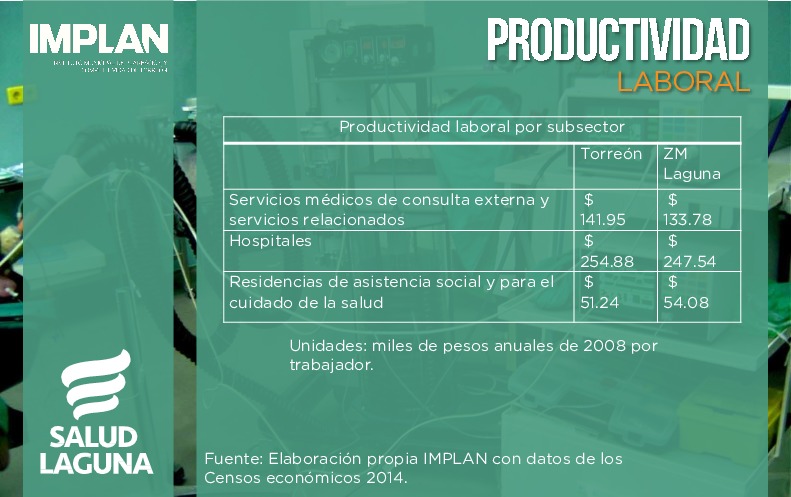 IMPLAN
PRODUCTIVIDAD
LABORAL
Productividad laboral por subsector
Torreón
ZM
Laguna
Servicios médicos de consulta externa y
servicios relacionados
$
141.95
$
133.78
Hospitales
$
254.88
$
247.54
Residencias de asistencia social y para el
cuidado de la salud
$
51.24
$
54.08
Unidades: miles de pesos anuales de 2008 por
trabajador.
SALUD
LAGUNA
Fuente: Elaboración propia IMPLAN con datos de los
Censos económicos 2014.